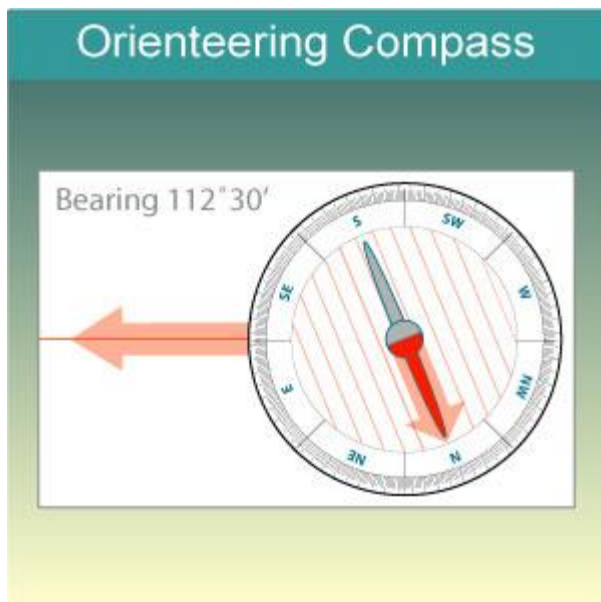 Orienteering Compass
Bearing 112°30′
S
SW
SE
W
E
NW
NE
N